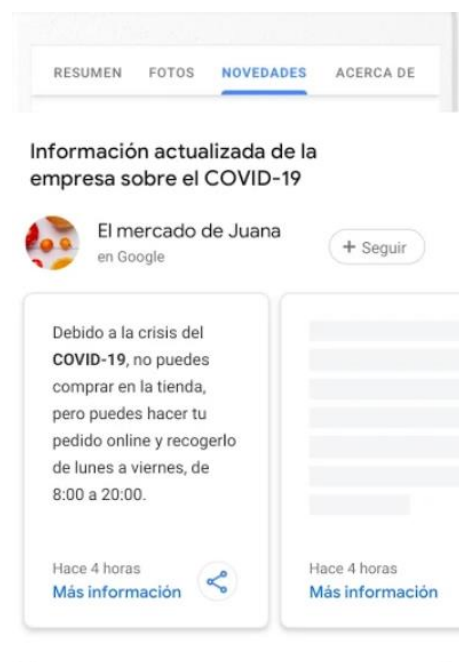 RESUMEN FOTOS NOVEDADES ACERCA DE
Información actualizada de la
empresa sobre el COVID-19
El mercado de Juana
en Google
+ Seguir
Debido a la crisis del
COVID-19, no puedes
comprar en la tienda,
pero puedes hacer tu
pedido online y recogerlo
de lunes a viernes, de
8:00 a 20:00.
Hace 4 horas
Más información
Hace 4 horas
Más información